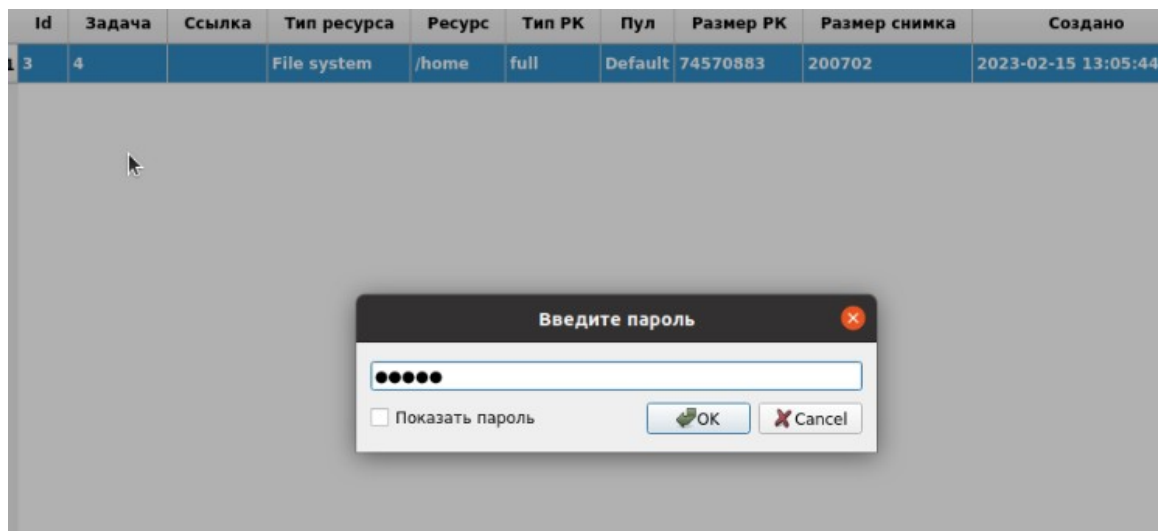 Id Задача Ссылка Тип ресурса Ресурс Тип РК Пул Размер РК Размер снимка Создано
1 3 4 File system /home full Default 74570883 200702 2023-02-15 13:05:44
Введите пароль
●●●●●
Показать пароль OK Cancel